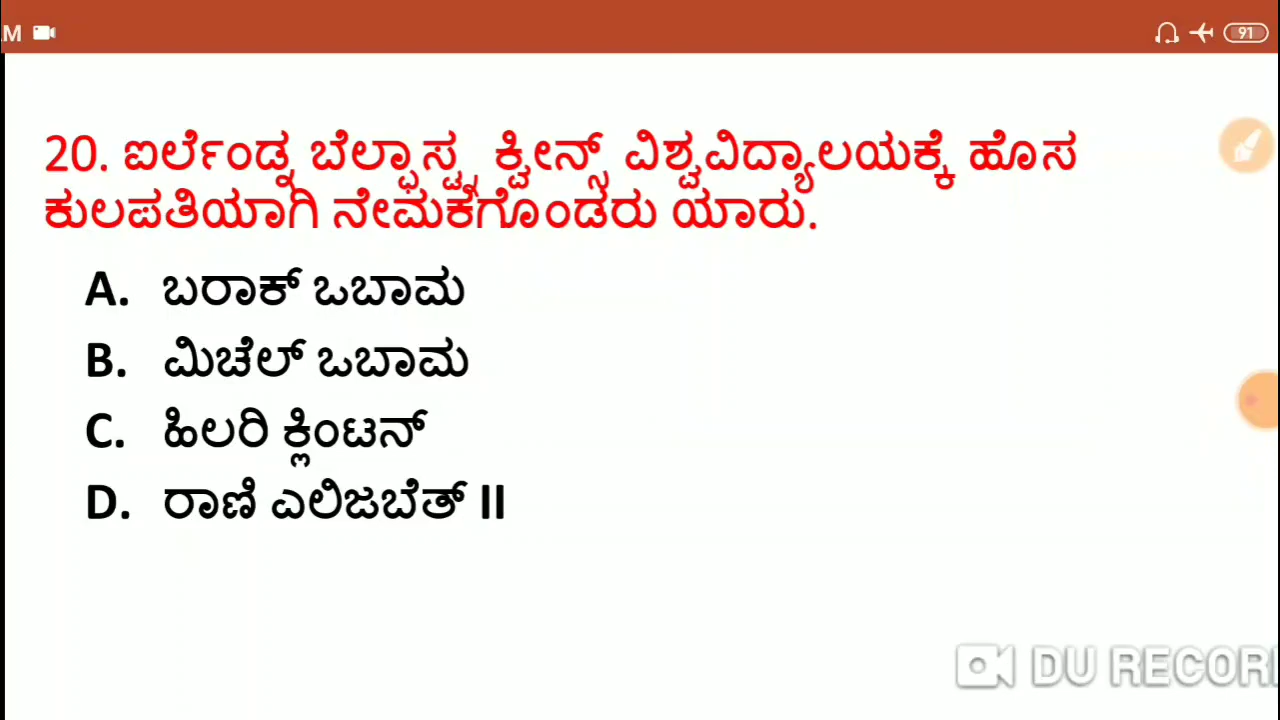 M
91
20. ಐರ್ಲೆಂಡ್ನ ಬೆಲ್ಫಾಸ್ಟ್ನ ಕ್ವೀನ್ಸ್ ವಿಶ್ವವಿದ್ಯಾಲಯಕ್ಕೆ ಹೊಸ
ಕುಲಪತಿಯಾಗಿ ನೇಮಕಗೊಂಡರು ಯಾರು.
A. ಬರಾಕ್ ಒಬಾಮ
B. ಮಿಚೆಲ್ ಒಬಾಮ
C. ಹಿಲರಿ ಕ್ಲಿಂಟನ್
D. ರಾಣಿ ಎಲಿಜಬೆತ್ II
DU RECOR